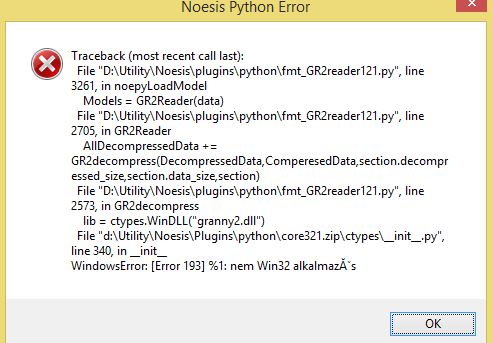 Noesis Python Error
Traceback (most recent call last):
File "D:\Utility\Noesis\plugins\python\fmt_GR2reader121.py", line
3261, in noepyLoadModel
Models = GR2Reader(data)
File "D:\Utility\Noesis\plugins\python\fmt_GR2reader121.py", line
2705, in GR2Reader
AllDecompressedData +=
GR2decompress(DecompressedData,ComperesedData,section.decompr
essed_size,section.data_size,section)
File "D:\Utility\Noesis\plugins\python\fmt_GR2reader121.py", line
2573, in GR2decompress
lib = ctypes.WinDLL("granny2.dll")
File "d:\Utility\Noesis\Plugins\python\core321.zip\ctypes\__init__.py",
line 340, in __init__
WindowsError: [Error 193] %1: nem Win32 alkalmazĂˇs
OK